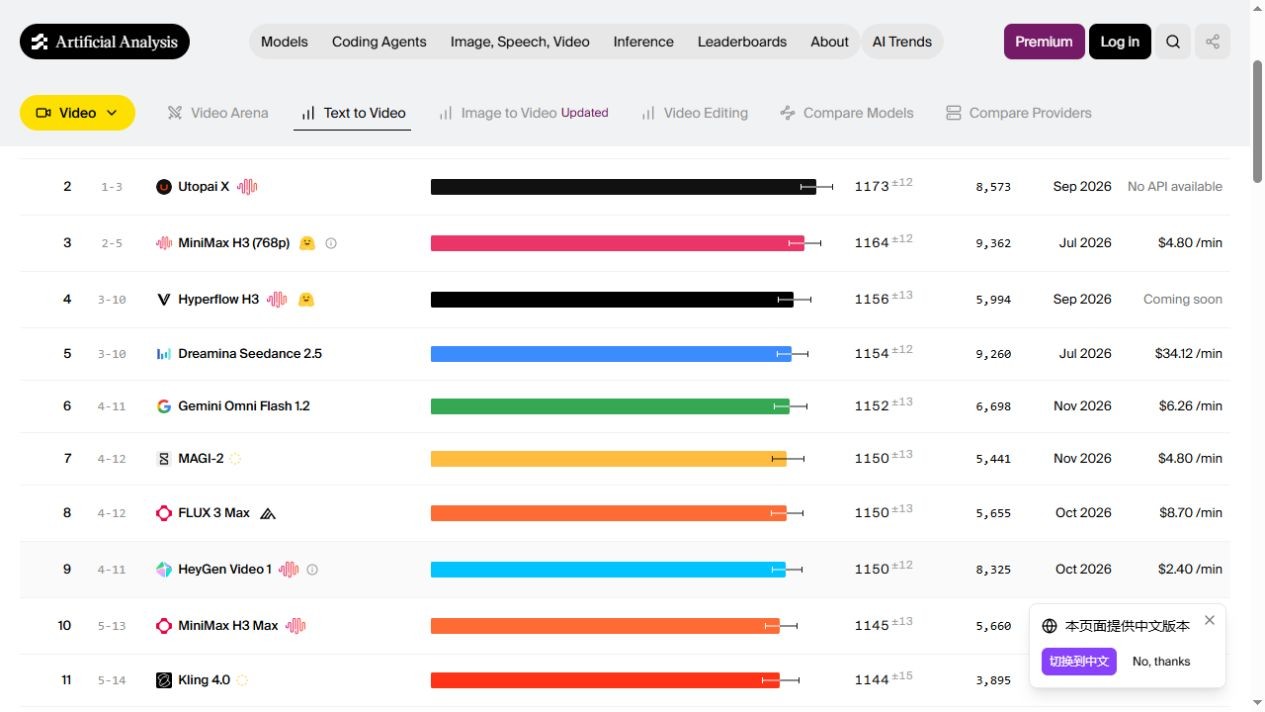 Artificial Analysis Models Coding Agents Image, Speech, Video Inference Leaderboards About AI Trends Premium Log in
Video Video Arena Text to Video Image to Video Updated Video Editing Compare Models Compare Providers
2 1-3 Utopai X 1173 ±12 8,573 Sep 2026 No API available
3 2-5 MiniMax H3 (768p) 1164 ±12 9,362 Jul 2026 $4.80 /min
4 3-10 Hyperflow H3 1156 ±13 5,994 Sep 2026 Coming soon
5 3-10 Dreamina Seedance 2.5 1154 ±12 9,260 Jul 2026 $34.12 /min
6 4-11 Gemini Omni Flash 1.2 1152 ±13 6,698 Nov 2026 $6.26 /min
7 4-12 MAGI-2 1150 ±13 5,441 Nov 2026 $4.80 /min
8 4-12 FLUX 3 Max 1150 ±13 5,655 Oct 2026 $8.70 /min
9 4-11 HeyGen Video 1 1150 ±12 8,325 Oct 2026 $2.40 /min
10 5-13 MiniMax H3 Max 1145 ±13 5,660
11 5-14 Kling 4.0 1144 ±15 3,895
本页面提供中文版本
切换到中文 No, thanks